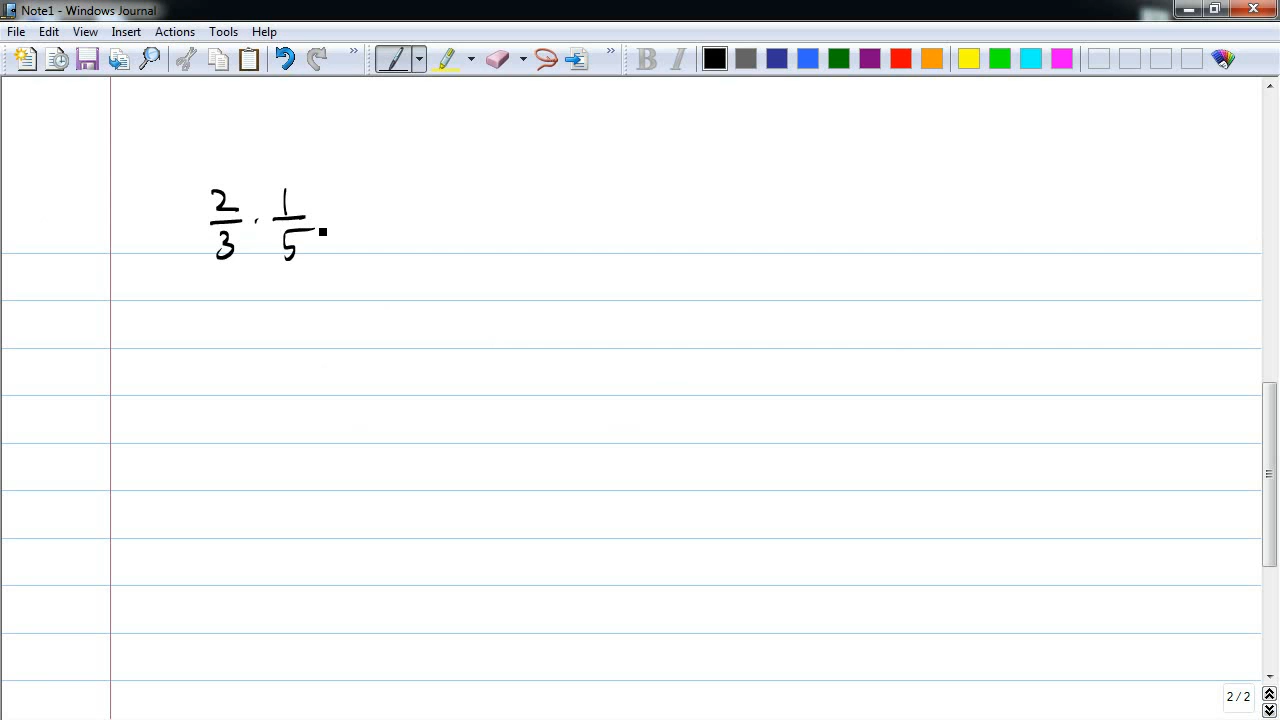 Note1 - Windows Journal
File Edit View Insert Actions Tools Help
B I
2/3 · 1/5
2 / 2